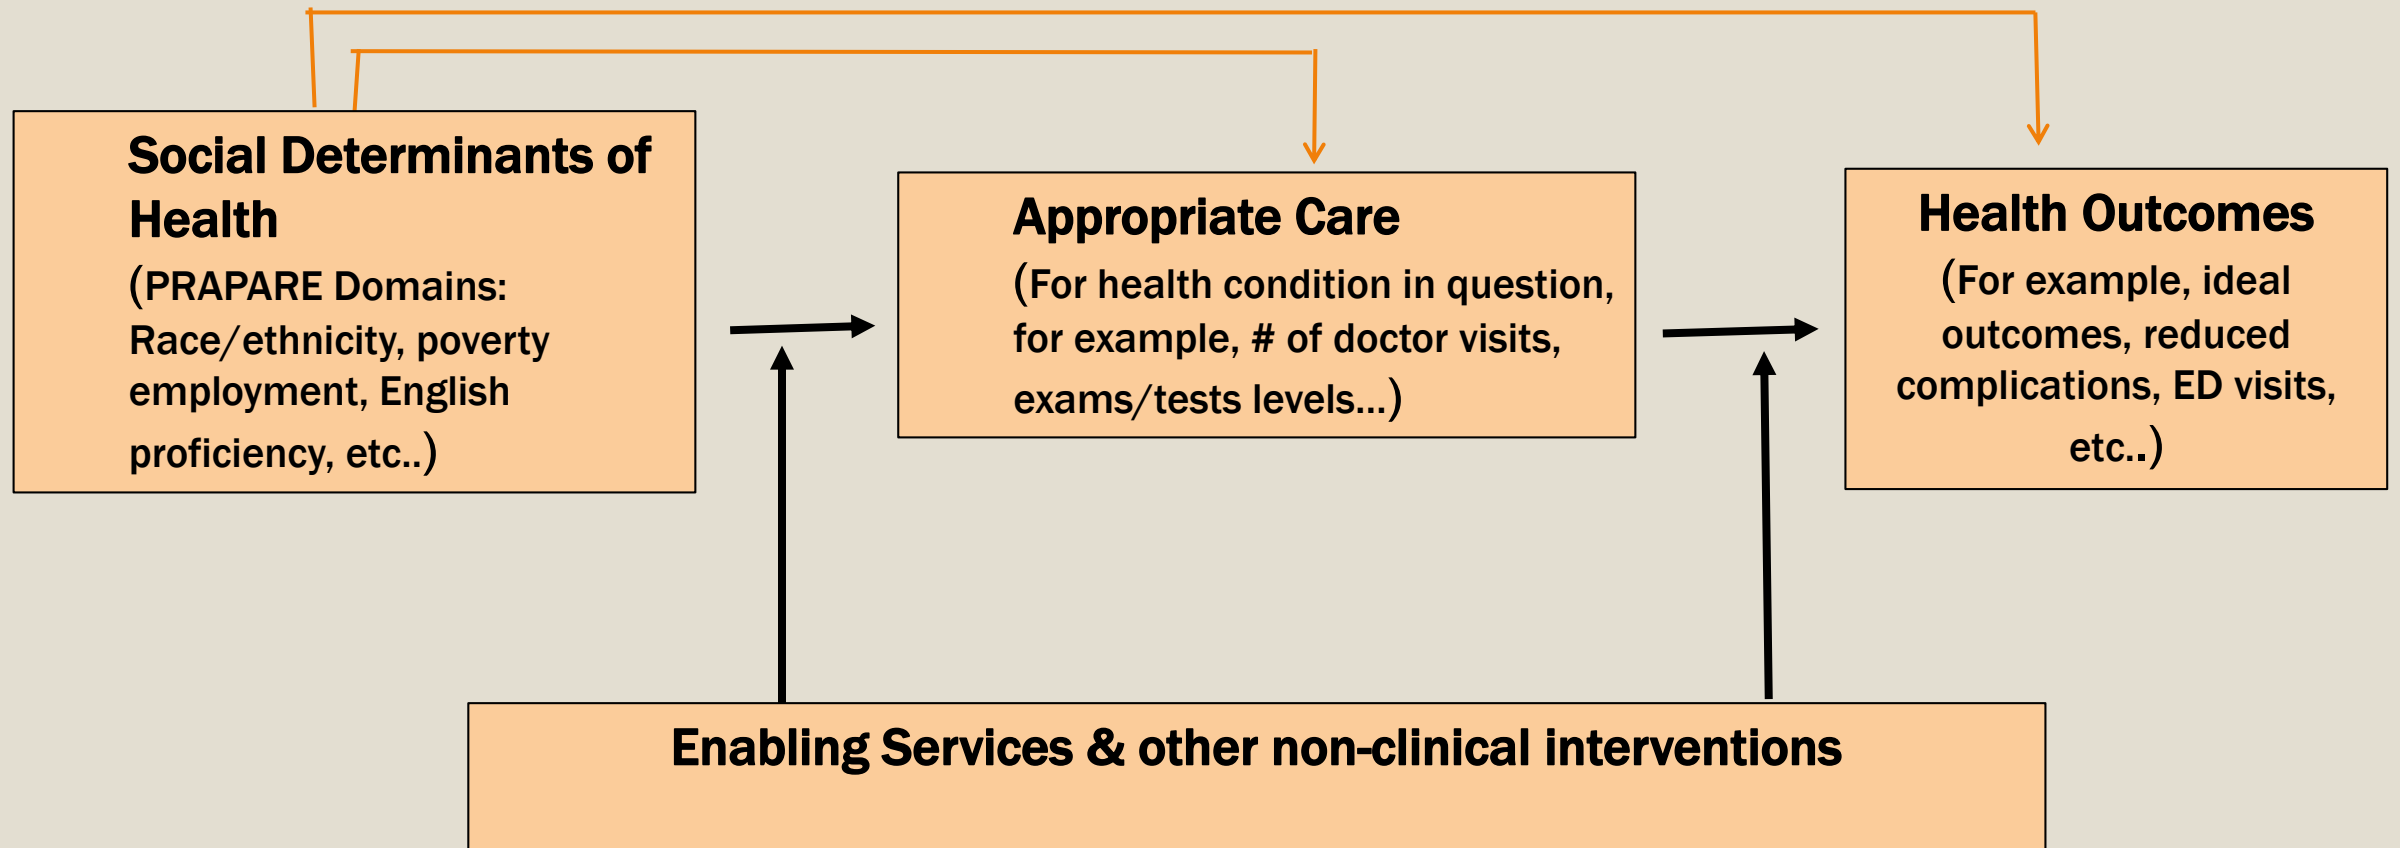 Social Determinants of
Health
(PRAPARE Domains:
Race/ethnicity, poverty
employment, English
proficiency, etc..)
Appropriate Care
(For health condition in question,
for example, # of doctor visits,
exams/tests levels...)
Health Outcomes
(For example, ideal
outcomes, reduced
complications, ED visits,
etc..)
Enabling Services & other non-clinical interventions